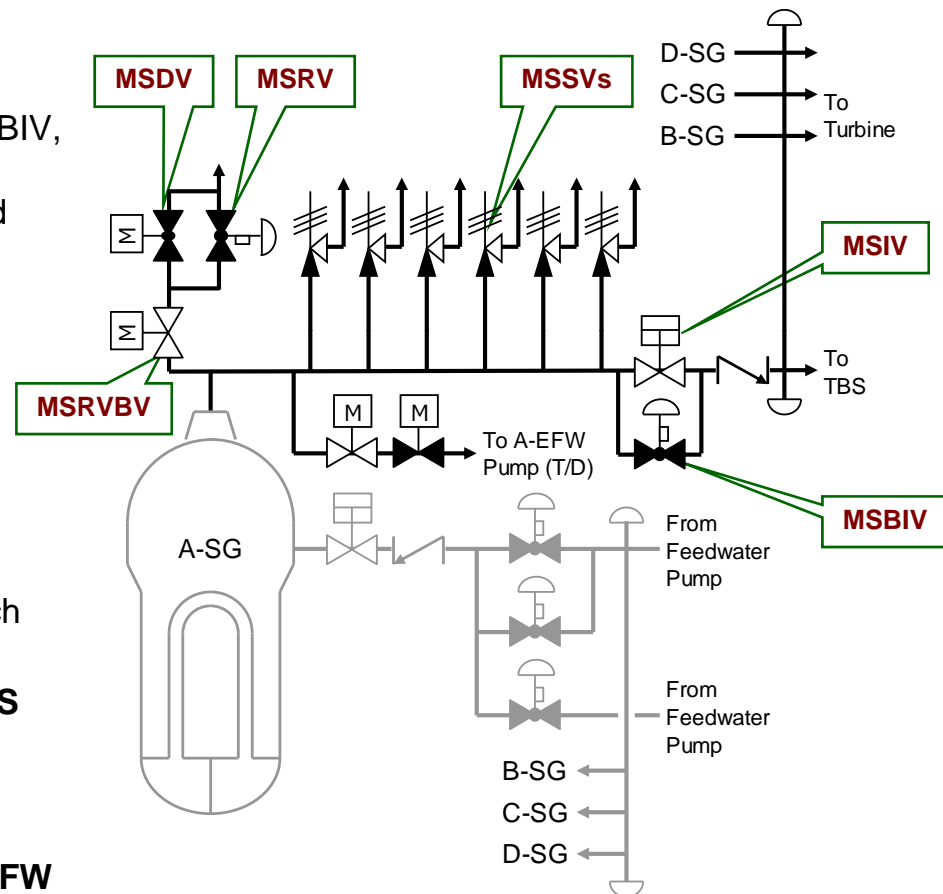 MSDV
MSRV
MSSVs
D-SG
C-SG
B-SG
To
Turbine
BIV,
d
M
M
MSIV
MSRVBV
To
TBS
M
M
To A-EFW
Pump (T/D)
MSBIV
A-SG
From
Feedwater
Pump
ch
S
From
Feedwater
Pump
B-SG
C-SG
D-SG
FW